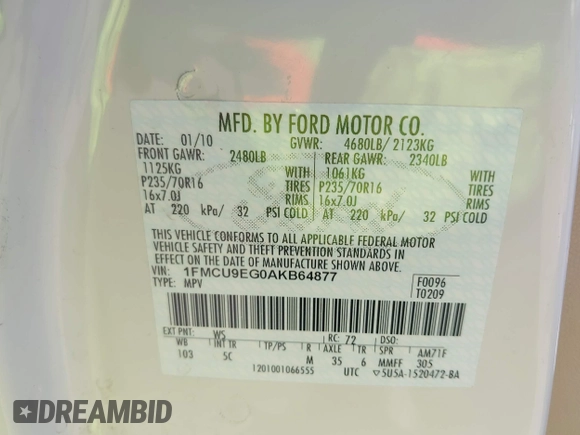 MFD. BY FORD MOTOR CO.
DATE: 01/10 GVWR: 4680LB/ 2123KG
FRONT GAWR: 2480LB REAR GAWR: 2340LB
1125KG WITH 1061KG WITH
P235/70R16 TIRES P235/70R16 TIRES
16x7.0J RIMS 16x7.0J RIMS
AT 220 kPa/ 32 PSI COLD AT 220 kPa/ 32 PSI COLD
THIS VEHICLE CONFORMS TO ALL APPLICABLE FEDERAL MOTOR
VEHICLE SAFETY AND THEFT PREVENTION STANDARDS IN
EFFECT ON THE DATE OF MANUFACTURE SHOWN ABOVE.
VIN: 1FMCU9EG0AKB64877 F0096
TYPE: MPV T0209
EXT PNT: WS RC: 72 DSO:
WB INT TR TP/PS R AXLE TR SPR AM71F
103 5C M 35 6 MMFF 305
1201001066555 UTC 5U5A-1520472-BA
DREAMBID